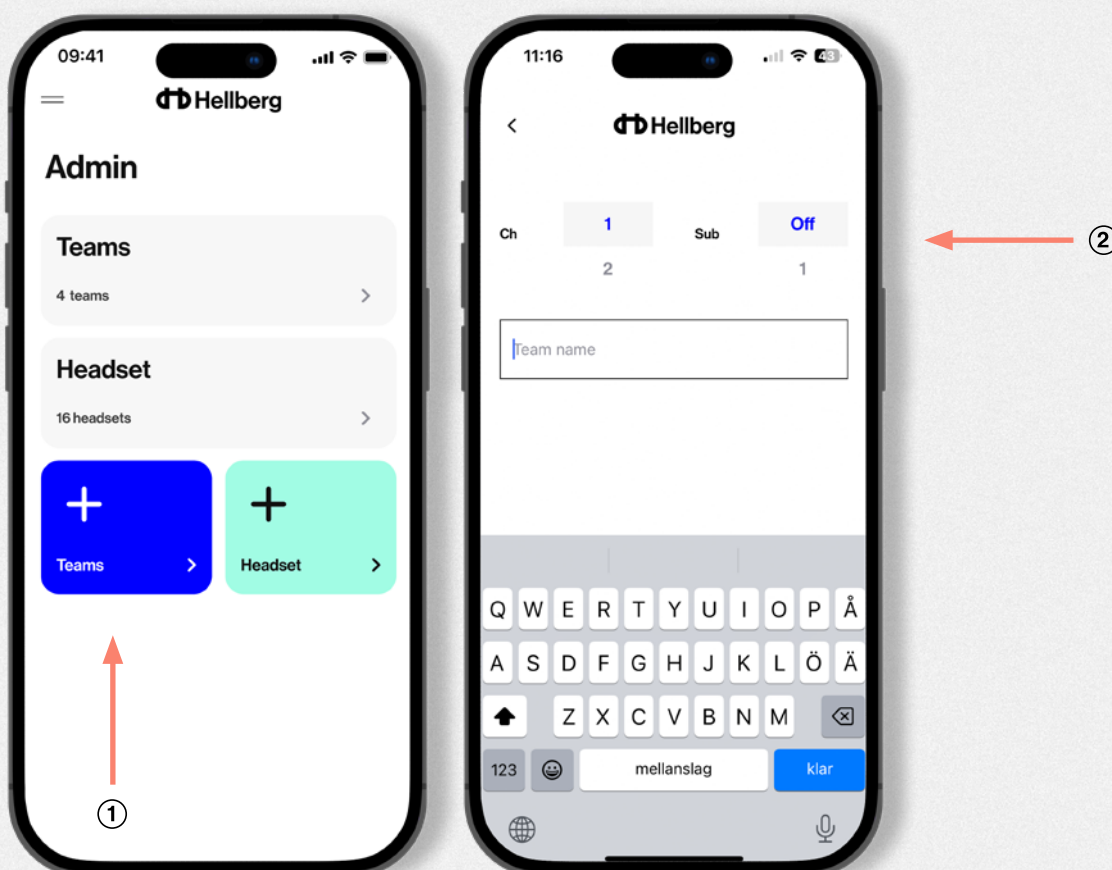 09:41
Hellberg
Admin
Teams
4 teams
Headset
16 headsets
Teams
Headset
1
11:16
43
Hellberg
Ch
1
Sub
Off
2
1
Team name
Q W E R T Y U I O P Å
A S D F G H J K L Ö Ä
Z X C V B N M
123
mellanslag
klar
2